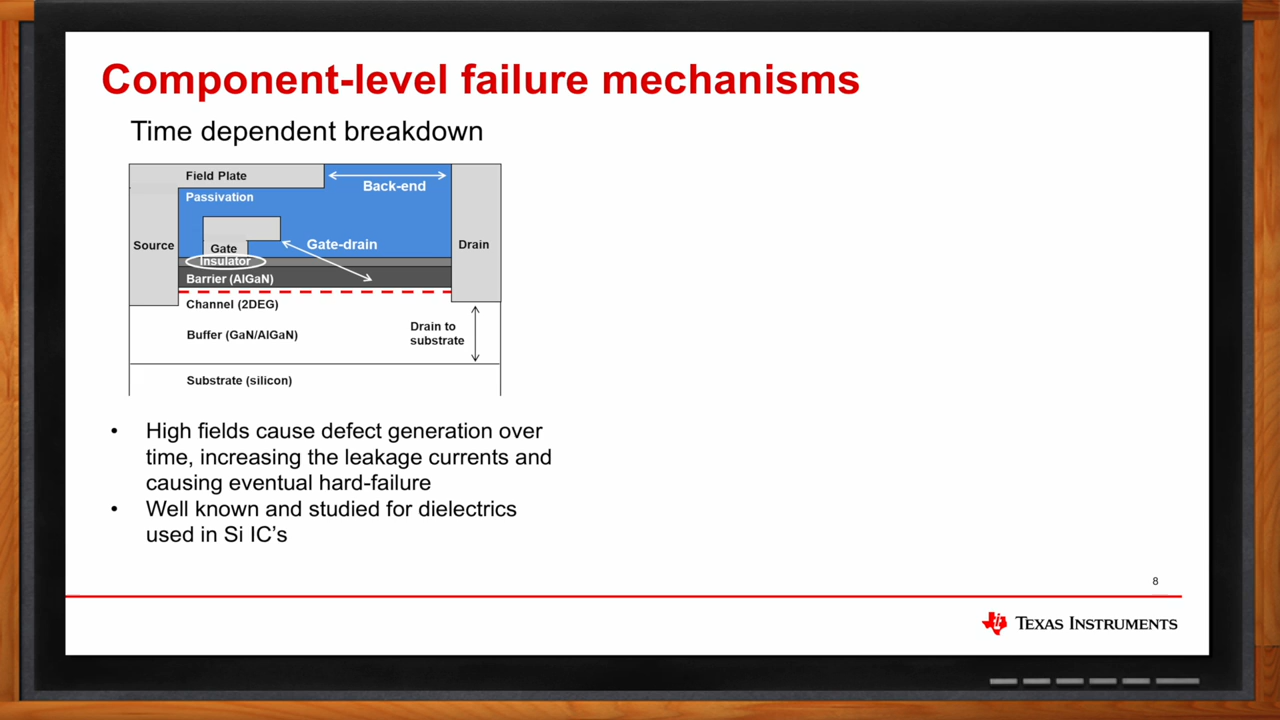 Component-level failure mechanisms
Time dependent breakdown
Field Plate
Back-end
Passivation
Source
Gate
Gate-drain
Drain
Insulator
Barrier (AlGaN)
Channel (2DEG)
Buffer (GaN/AlGaN)
Drain to
substrate
Substrate (silicon)
• High fields cause defect generation over
time, increasing the leakage currents and
causing eventual hard-failure
• Well known and studied for dielectrics
used in Si IC’s
8
TEXAS INSTRUMENTS